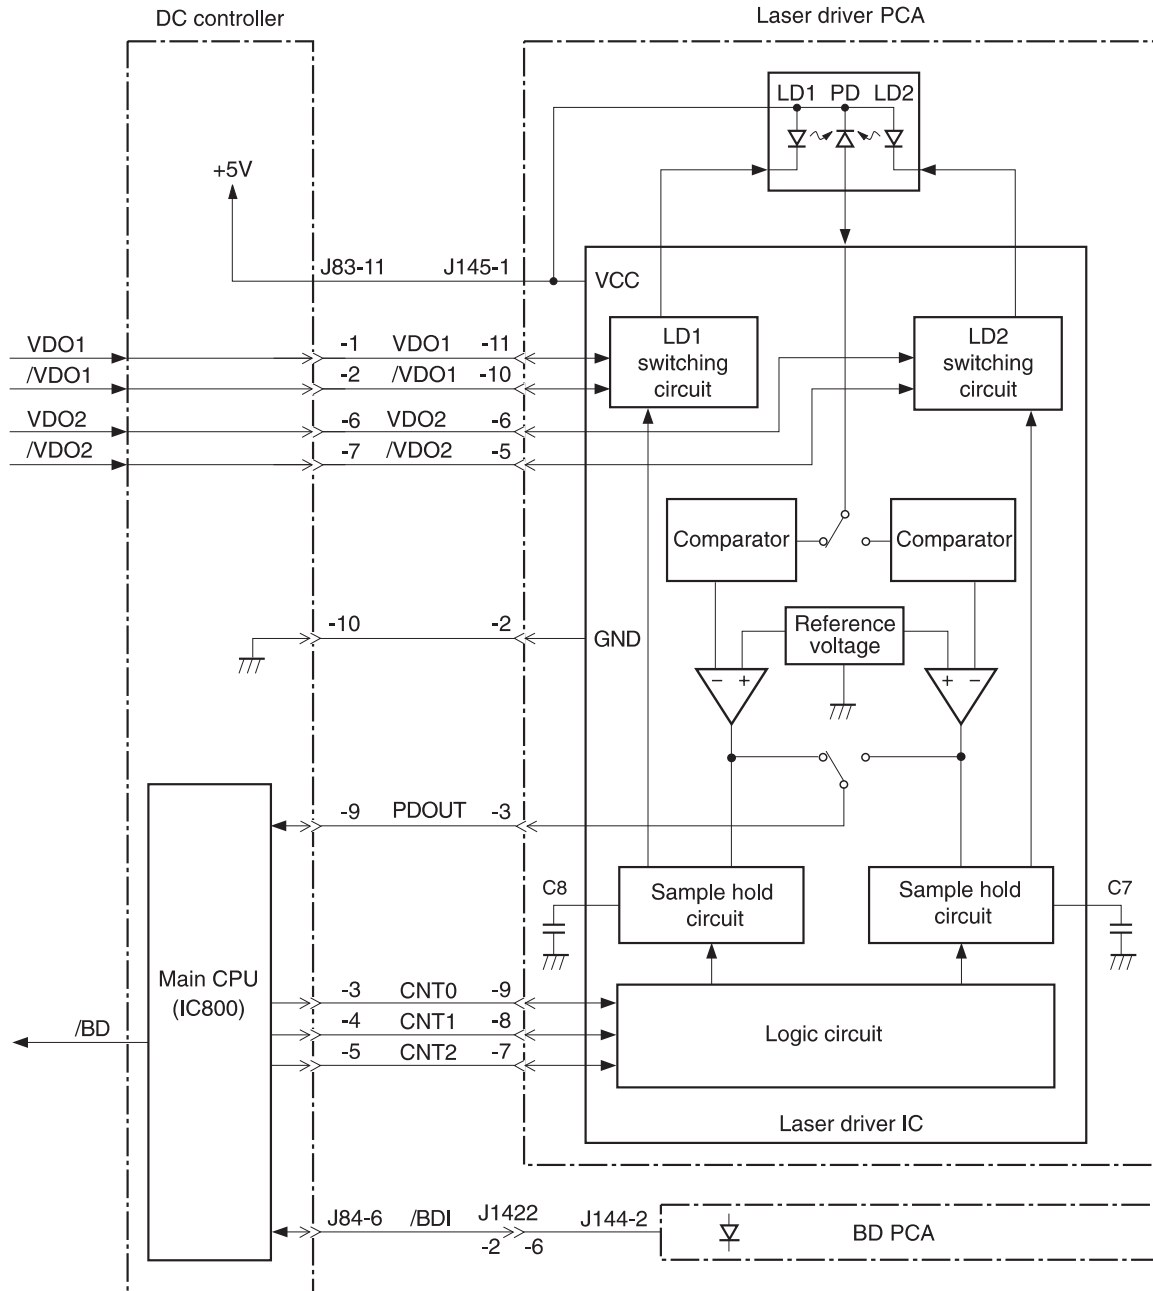 DC controller
Laser driver PCA
LD1 PD LD2
+5V
J83-11 J145-1
VCC
VDO1 -1 VDO1 -11
/VDO1 -2 /VDO1 -10
VDO2 -6 VDO2 -6
/VDO2 -7 /VDO2 -5
LD1
switching
circuit
LD2
switching
circuit
Comparator
Comparator
-10 -2
GND
Reference
voltage
- +
+ -
-9 PDOUT -3
C8
Sample hold
circuit
Sample hold
circuit
C7
Main CPU
(IC800)
/BD
-3 CNT0 -9
-4 CNT1 -8
-5 CNT2 -7
Logic circuit
Laser driver IC
J84-6 /BDI J1422 J144-2
-2 -6
BD PCA